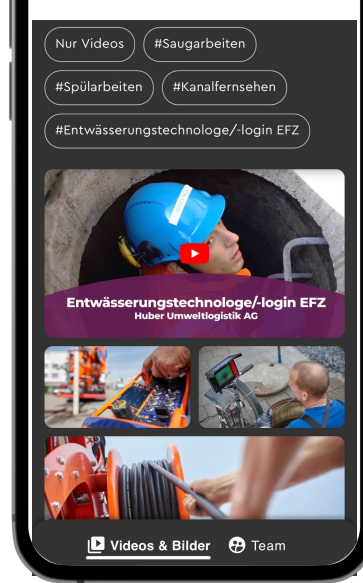 Nur Videos
#Saugarbeiten
#Spülarbeiten
#Kanalfernsehen
#Entwässerungstechnologe/-login EFZ
Entwässerungstechnologe/-login EFZ
Huber Umweltlogistik AG
Videos & Bilder
Team